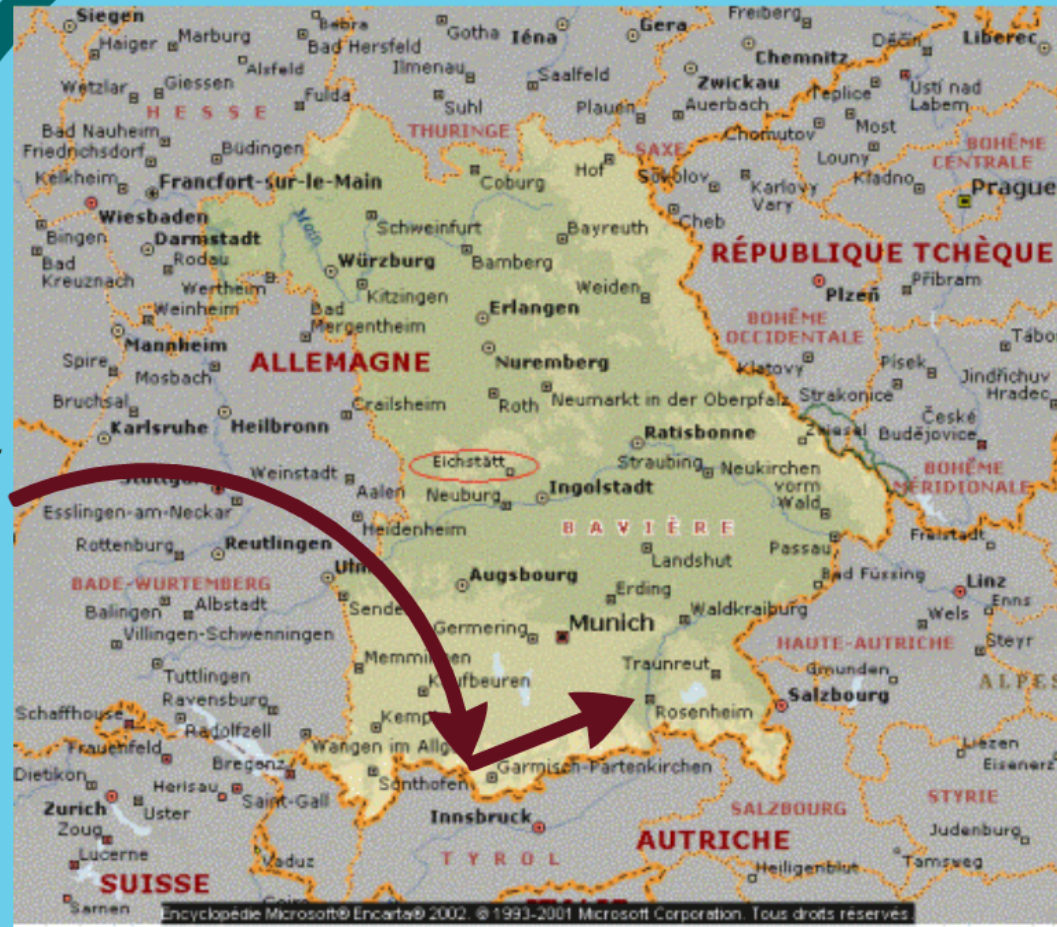 Siegen
Bebra
Gotha
Iéna
Gera
Freiberg
Děčín
Liberec
Haiger
Marburg
Bad Hersfeld
Chemnitz
Wetzlar
Giessen
Alsfeld
Ilmenau
Saalfeld
Zwickau
Teplice
Ústí nad
Labem
HESSE
Fulda
Suhl
Plauen
Auerbach
Bad Nauheim
THURINGE
SAXE
Chomutov
Most
BOHÊME
CENTRALE
Friedrichsdorf
Büdingen
Hof
Louny
Kelkheim
Francfort-sur-le-Main
Coburg
Sokolov
Karlovy
Vary
Kladno
Prague
Wiesbaden
Main
Schweinfurt
Bayreuth
Cheb
Bingen
Darmstadt
RÉPUBLIQUE TCHÈQUE
Bad
Kreuznach
Rodau
Würzburg
Bamberg
Wertheim
Kitzingen
Weiden
Plzeň
Příbram
Weinheim
Bad
Mergentheim
Erlangen
BOHÊME
OCCIDENTALE
Mannheim
Tábo
Spire
ALLEMAGNE
Nuremberg
Klatovy
Písek
Mosbach
Jindřichuv
Hradec
Bruchsal
Crailsheim
Roth
Neumarkt in der Oberpfalz
Strakonice
Karlsruhe
Heilbronn
Ratisbonne
Zwiesel
České
Budějovice
Eichstätt
Straubing
Neukirchen
vorm
Wald
BOHÊME
MÉRIDIONALE
Stuttgart
Weinstadt
Aalen
Neuburg
Ingolstadt
Esslingen-am-Neckar
Heidenheim
BAVIÈRE
Freistadt
Rottenburg
Reutlingen
Landshut
Passau
BADE-WURTEMBERG
Ulm
Augsbourg
Erding
Bad Füssing
Linz
Balingen
Albstadt
Waldkraiburg
Wels
Enns
Villingen-Schwenningen
Germering
Munich
HAUTE-AUTRICHE
Steyr
Tuttlingen
Memmingen
Traunreut
Gmunden
ALPES
Ravensburg
Kaufbeuren
Salzbourg
Schaffhouse
Radolfzell
Rosenheim
Frauenfeld
Wangen im Allg
Liezen
Bregenz
Garmisch-Partenkirchen
Eisenerz
Dietikon
Herisau
Sonthofen
Zurich
Uster
Saint-Gall
Innsbruck
SALZBOURG
STYRIE
Zoug
AUTRICHE
Judenburg
Lucerne
Vaduz
TYROL
Heiligenblut
Tamsweg
SUISSE
Sarnen
Encyclopédie Microsoft® Encarta® 2002. © 1993-2001 Microsoft Corporation. Tous droits réservés.